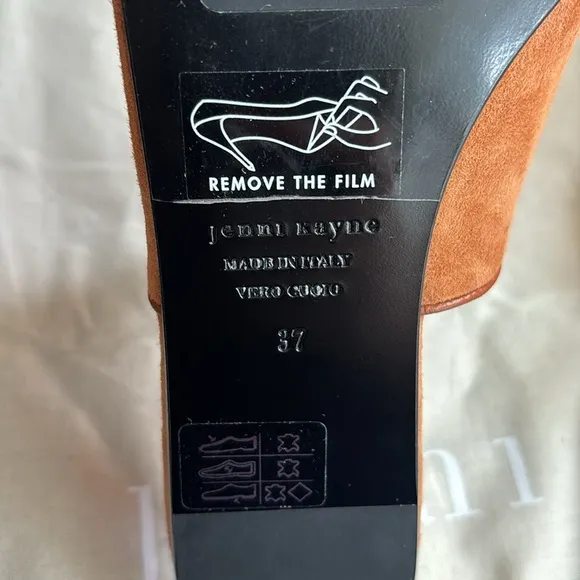 REMOVE THE FILM
jenni kayne
MADE IN ITALY
VERO CUOIO
37